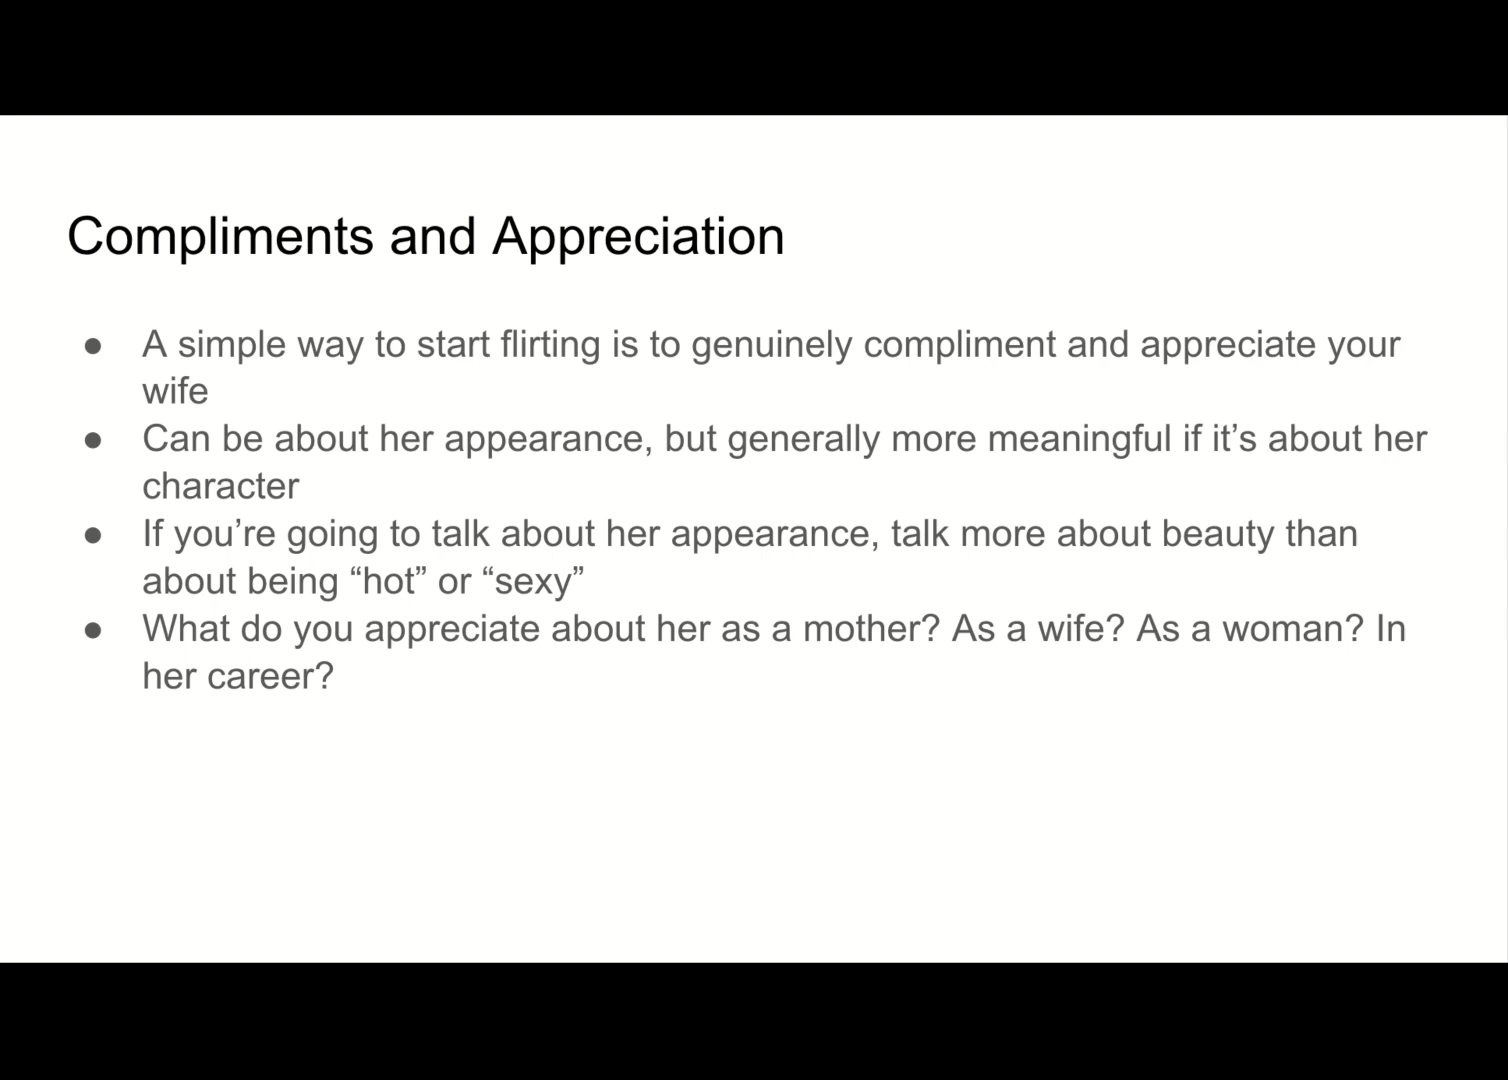 Compliments and Appreciation
● A simple way to start flirting is to genuinely compliment and appreciate your
wife
● Can be about her appearance, but generally more meaningful if it’s about her
character
● If you’re going to talk about her appearance, talk more about beauty than
about being “hot” or “sexy”
● What do you appreciate about her as a mother? As a wife? As a woman? In
her career?